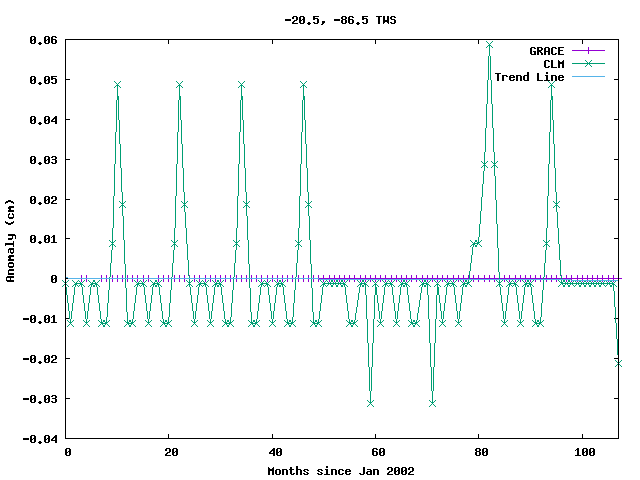 -20.5, -86.5 TWS
0.06
0.05
0.04
0.03
0.02
0.01
0
-0.01
-0.02
-0.03
-0.04
Anomaly (cm)
GRACE
CLM
Trend Line
0 20 40 60 80 100
Months since Jan 2002